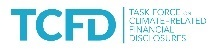 TCFD
TASK FORCE ON
CLIMATE-RELATED
FINANCIAL
DISCLOSURES